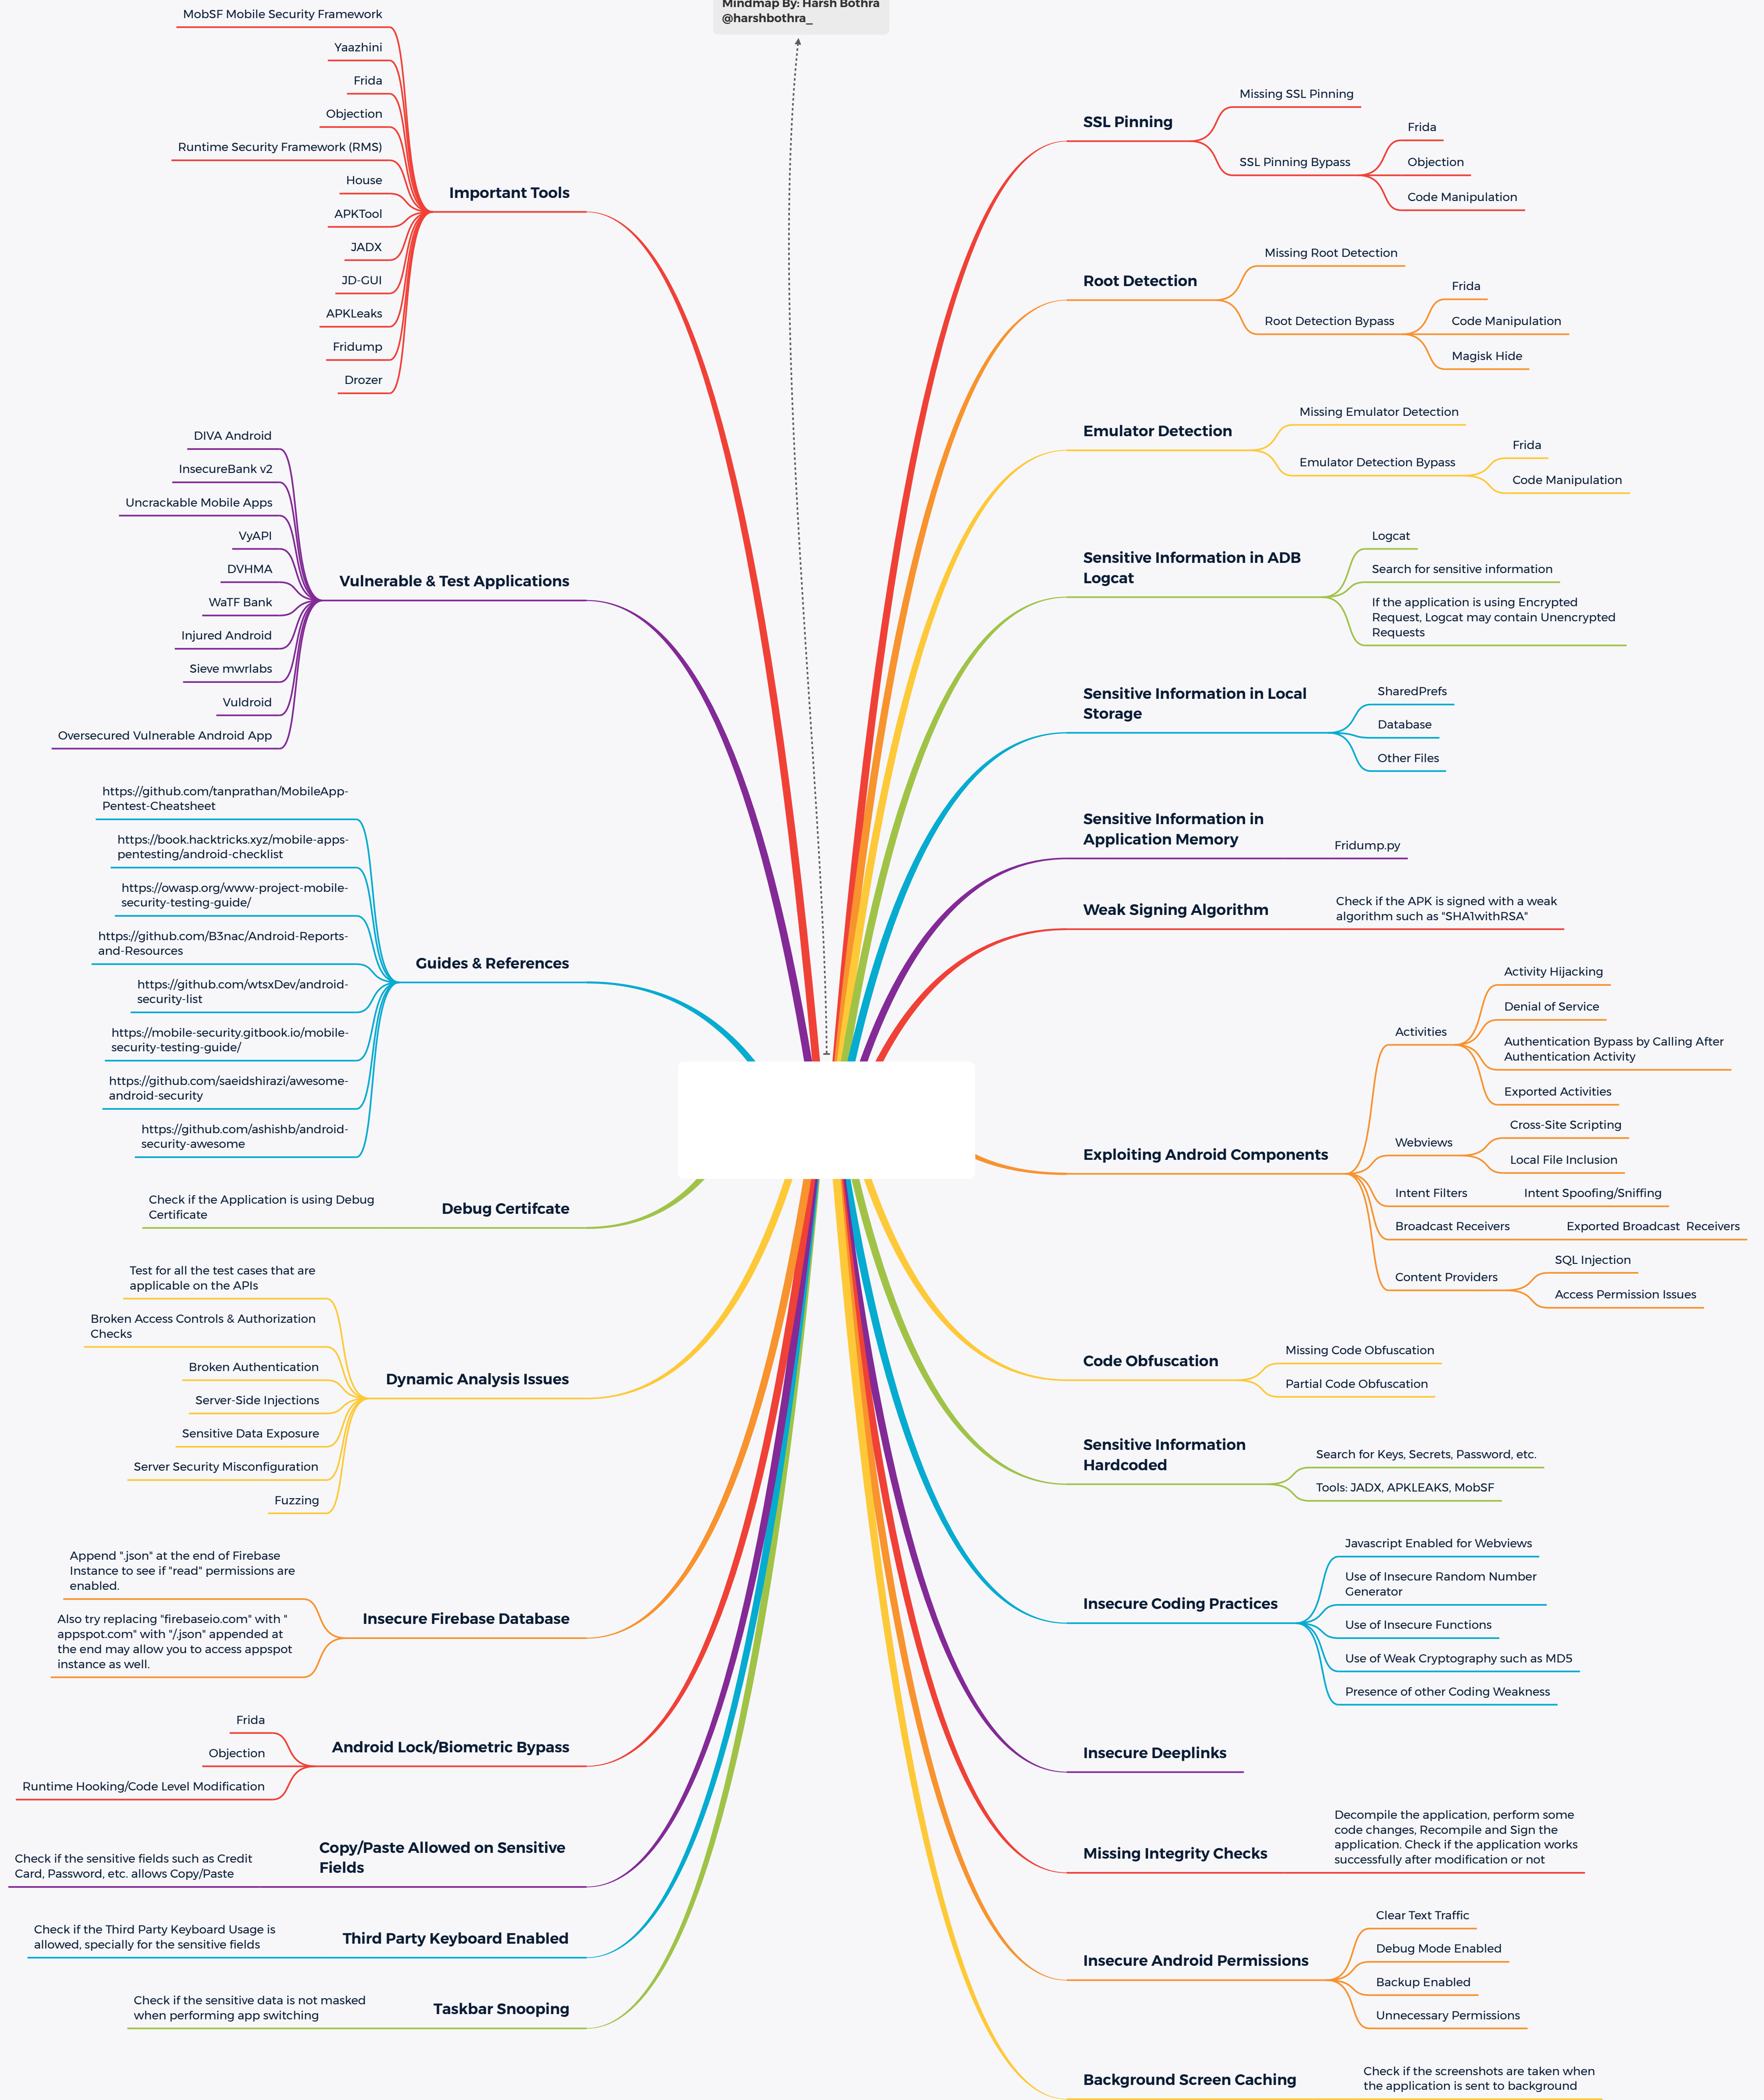 Mindmap By: Harsh Bothra
@harshbothra_
MobSF Mobile Security Framework
Yaazhini
Frida
Objection
Runtime Security Framework (RMS)
House
APKTool
JADX
JD-GUI
APKLeaks
Fridump
Drozer
Important Tools
DIVA Android
InsecureBank v2
Uncrackable Mobile Apps
VyAPI
DVHMA
WaTF Bank
Injured Android
Sieve mwrlabs
Vuldroid
Oversecured Vulnerable Android App
Vulnerable & Test Applications
https://github.com/tanprathan/MobileApp-
Pentest-Cheatsheet
https://book.hacktricks.xyz/mobile-apps-
pentesting/android-checklist
https://owasp.org/www-project-mobile-
security-testing-guide/
https://github.com/B3nac/Android-Reports-
and-Resources
https://github.com/wtsxDev/android-
security-list
https://mobile-security.gitbook.io/mobile-
security-testing-guide/
https://github.com/saeidshirazi/awesome-
android-security
https://github.com/ashishb/android-
security-awesome
Guides & References
Check if the Application is using Debug
Certificate
Debug Certifcate
Test for all the test cases that are
applicable on the APIs
Broken Access Controls & Authorization
Checks
Broken Authentication
Server-Side Injections
Sensitive Data Exposure
Server Security Misconfiguration
Fuzzing
Dynamic Analysis Issues
Append ".json" at the end of Firebase
Instance to see if "read" permissions are
enabled.
Also try replacing "firebaseio.com" with "
appspot.com" with "/.json" appended at
the end may allow you to access appspot
instance as well.
Insecure Firebase Database
Frida
Objection
Runtime Hooking/Code Level Modification
Android Lock/Biometric Bypass
Check if the sensitive fields such as Credit
Card, Password, etc. allows Copy/Paste
Copy/Paste Allowed on Sensitive
Fields
Check if the Third Party Keyboard Usage is
allowed, specially for the sensitive fields
Third Party Keyboard Enabled
Check if the sensitive data is not masked
when performing app switching
Taskbar Snooping
SSL Pinning
Missing SSL Pinning
SSL Pinning Bypass
Frida
Objection
Code Manipulation
Root Detection
Missing Root Detection
Root Detection Bypass
Frida
Code Manipulation
Magisk Hide
Emulator Detection
Missing Emulator Detection
Emulator Detection Bypass
Frida
Code Manipulation
Sensitive Information in ADB
Logcat
Logcat
Search for sensitive information
If the application is using Encrypted
Request, Logcat may contain Unencrypted
Requests
Sensitive Information in Local
Storage
SharedPrefs
Database
Other Files
Sensitive Information in
Application Memory
Fridump.py
Weak Signing Algorithm
Check if the APK is signed with a weak
algorithm such as "SHA1withRSA"
Exploiting Android Components
Activities
Activity Hijacking
Denial of Service
Authentication Bypass by Calling After
Authentication Activity
Exported Activities
Webviews
Cross-Site Scripting
Local File Inclusion
Intent Filters
Intent Spoofing/Sniffing
Broadcast Receivers
Exported Broadcast  Receivers
Content Providers
SQL Injection
Access Permission Issues
Code Obfuscation
Missing Code Obfuscation
Partial Code Obfuscation
Sensitive Information
Hardcoded
Search for Keys, Secrets, Password, etc.
Tools: JADX, APKLEAKS, MobSF
Insecure Coding Practices
Javascript Enabled for Webviews
Use of Insecure Random Number
Generator
Use of Insecure Functions
Use of Weak Cryptography such as MD5
Presence of other Coding Weakness
Insecure Deeplinks
Missing Integrity Checks
Decompile the application, perform some
code changes, Recompile and Sign the
application. Check if the application works
successfully after modification or not
Insecure Android Permissions
Clear Text Traffic
Debug Mode Enabled
Backup Enabled
Unnecessary Permissions
Background Screen Caching
Check if the screenshots are taken when
the application is sent to background